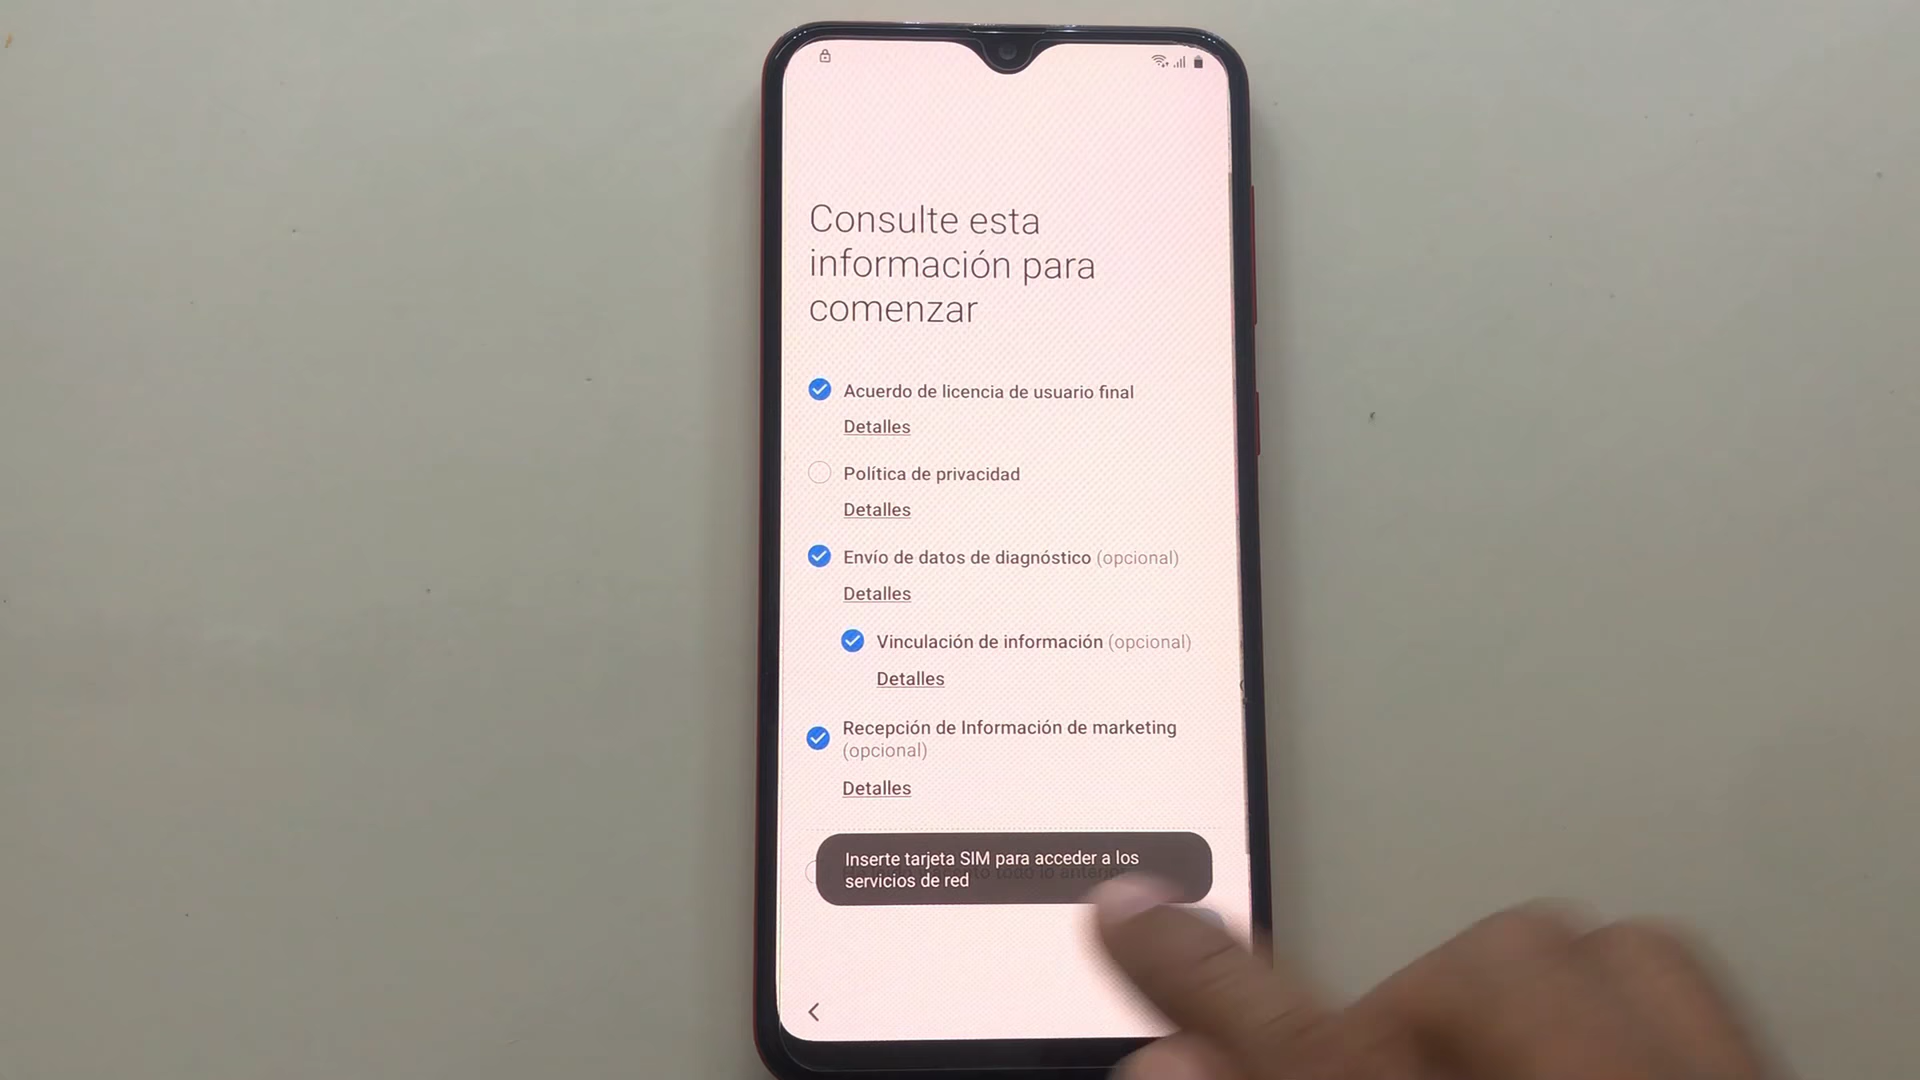 Consulte esta
información para
comenzar
Acuerdo de licencia de usuario final
Detalles
Política de privacidad
Detalles
Envío de datos de diagnóstico (opcional)
Detalles
Vinculación de información (opcional)
Detalles
Recepción de Información de marketing
(opcional)
Detalles
Inserte tarjeta SIM para acceder a los
servicios de red